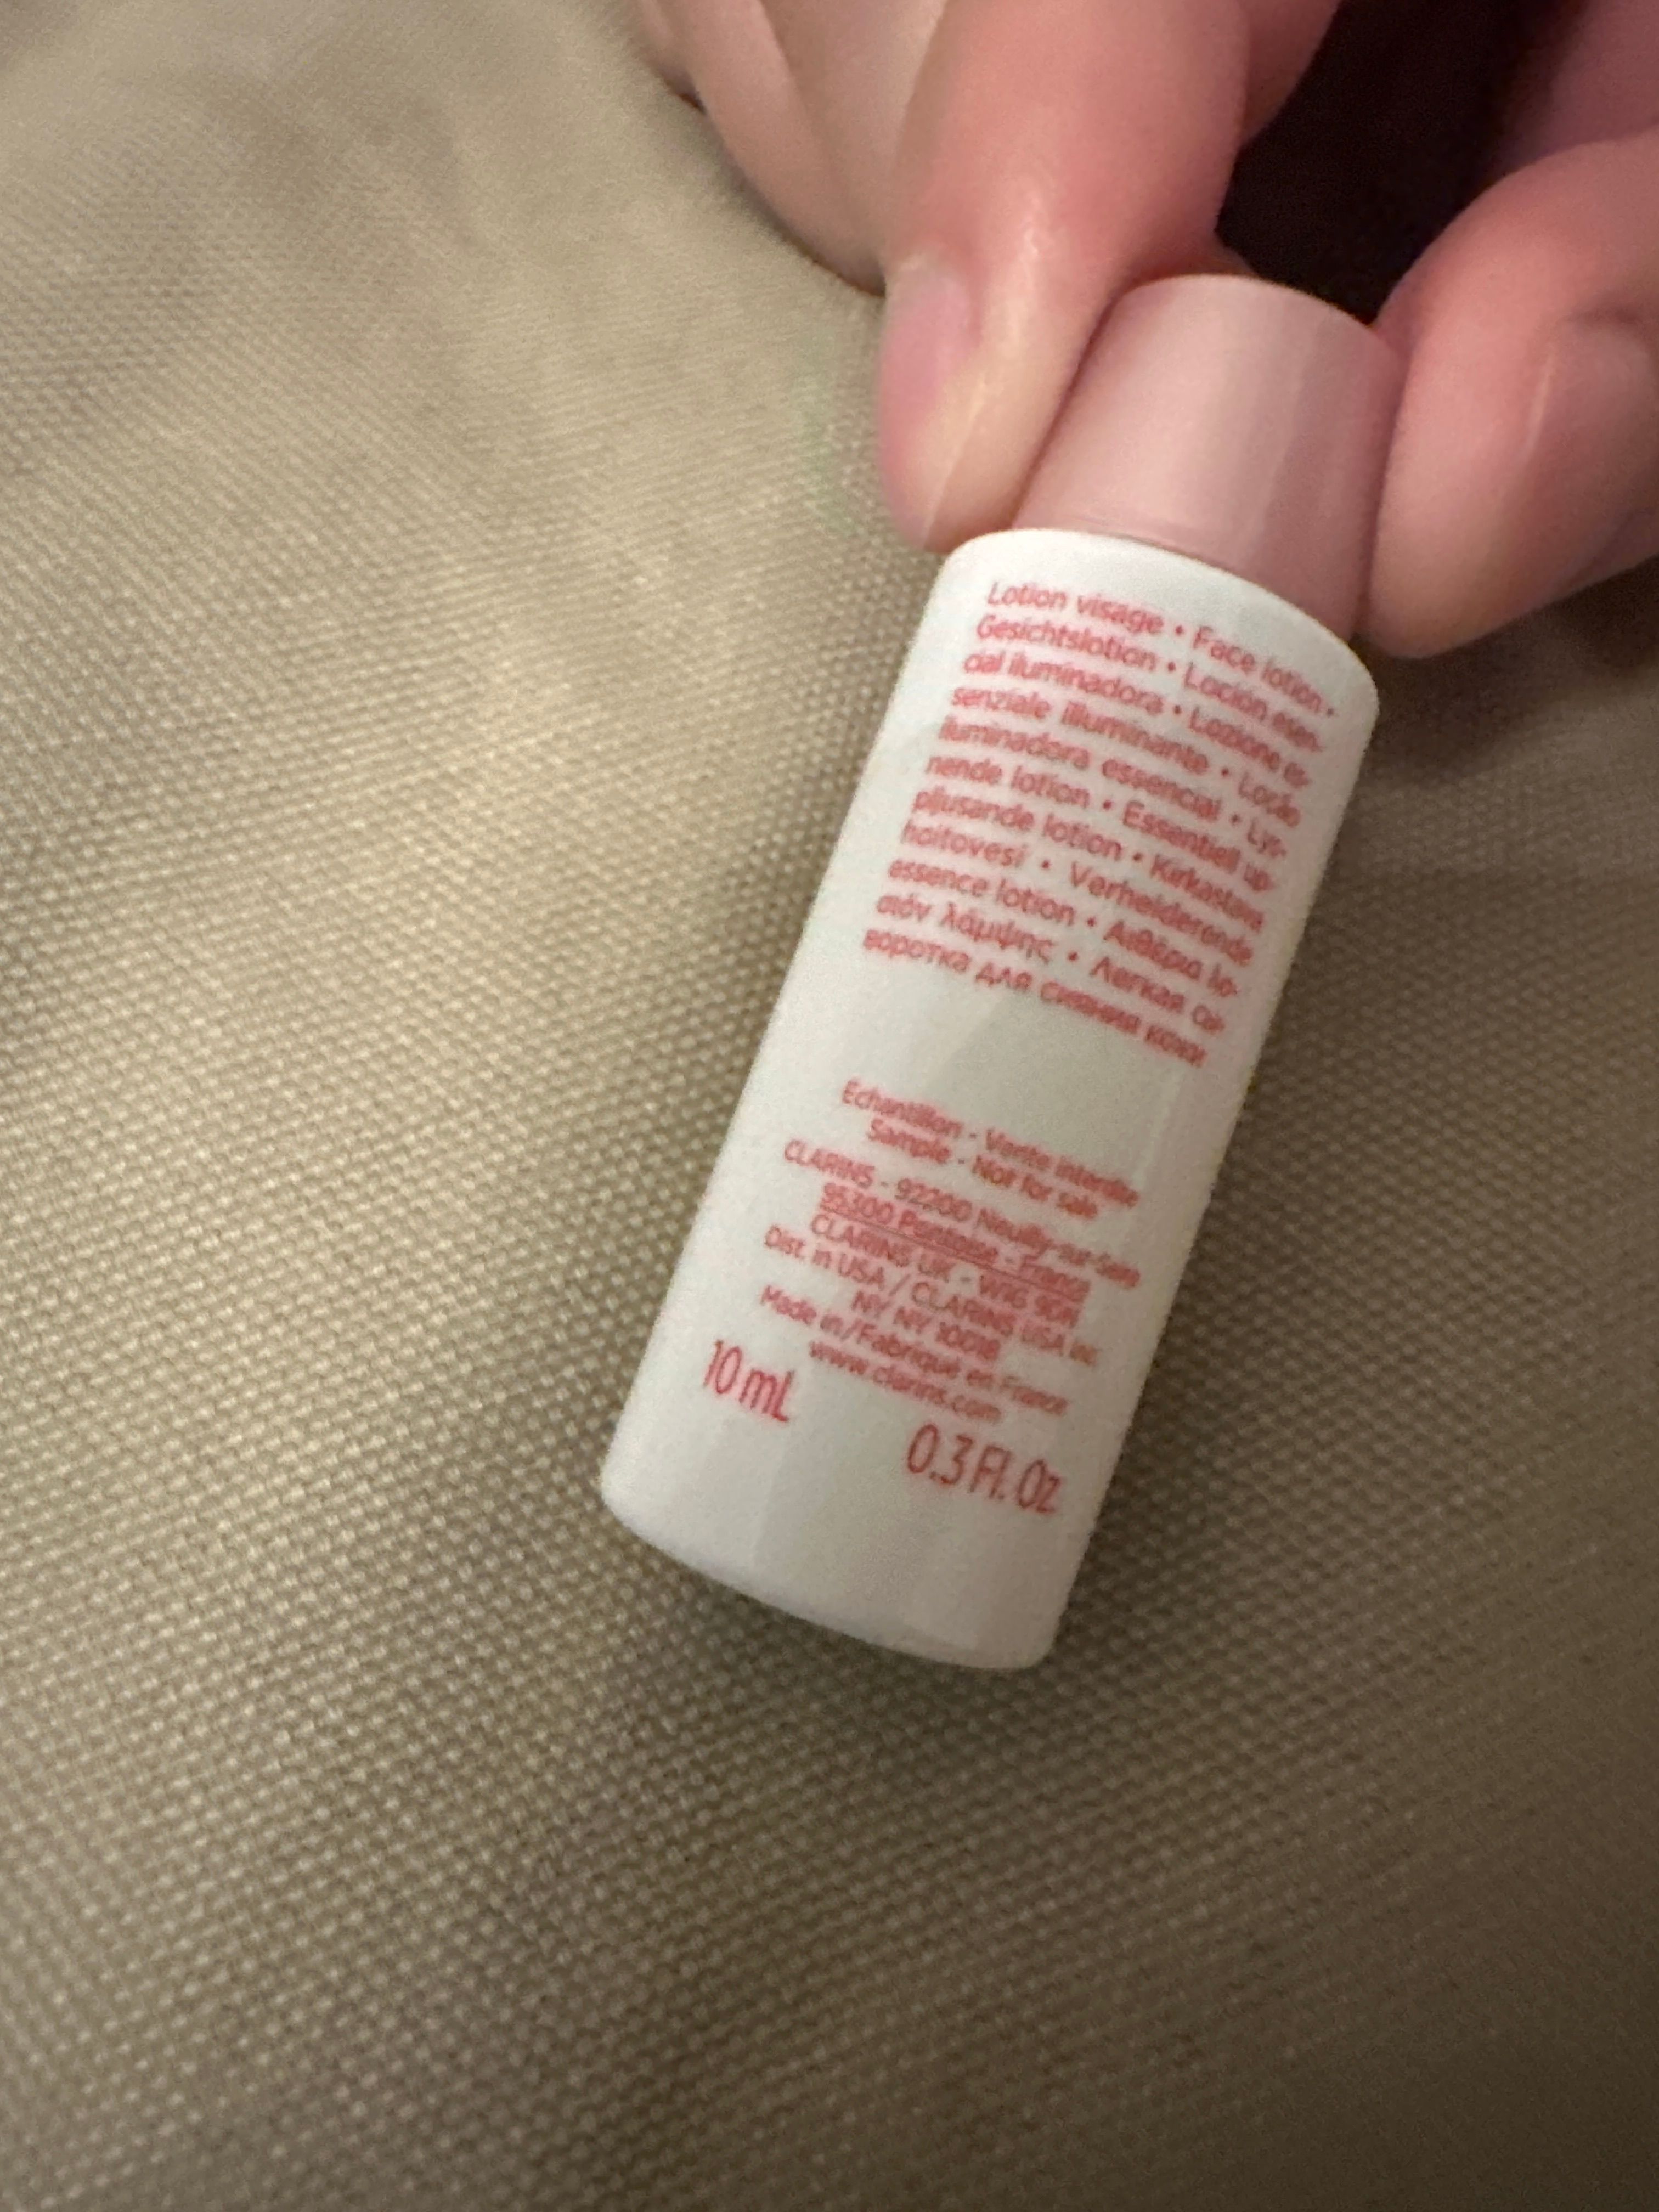 Lotion visage • Face lotion •
Gesichtslotion • Loción esen-
cial iluminadora • Lozione es-
senziale illuminante • Loção
iluminadora essencial • Lys-
nende lotion • Essentiell up-
pljusande lotion • Kirkastava
hoitovesi • Verhelderende
essence lotion • Αιθέρια λο-
σιόν λάμψης • Легкая сы-
воротка для сияния кожи
Echantillon - Vente interdite
Sample - Not for sale
CLARINS - 92200 Neuilly-sur-Seine
95300 Pontoise - France
CLARINS UK -
Dist. in USA / CLARINS USA Inc
NY NY
Made in/Fabriqué en France
www.clarins.com
10 mL
0.3 Fl. Oz